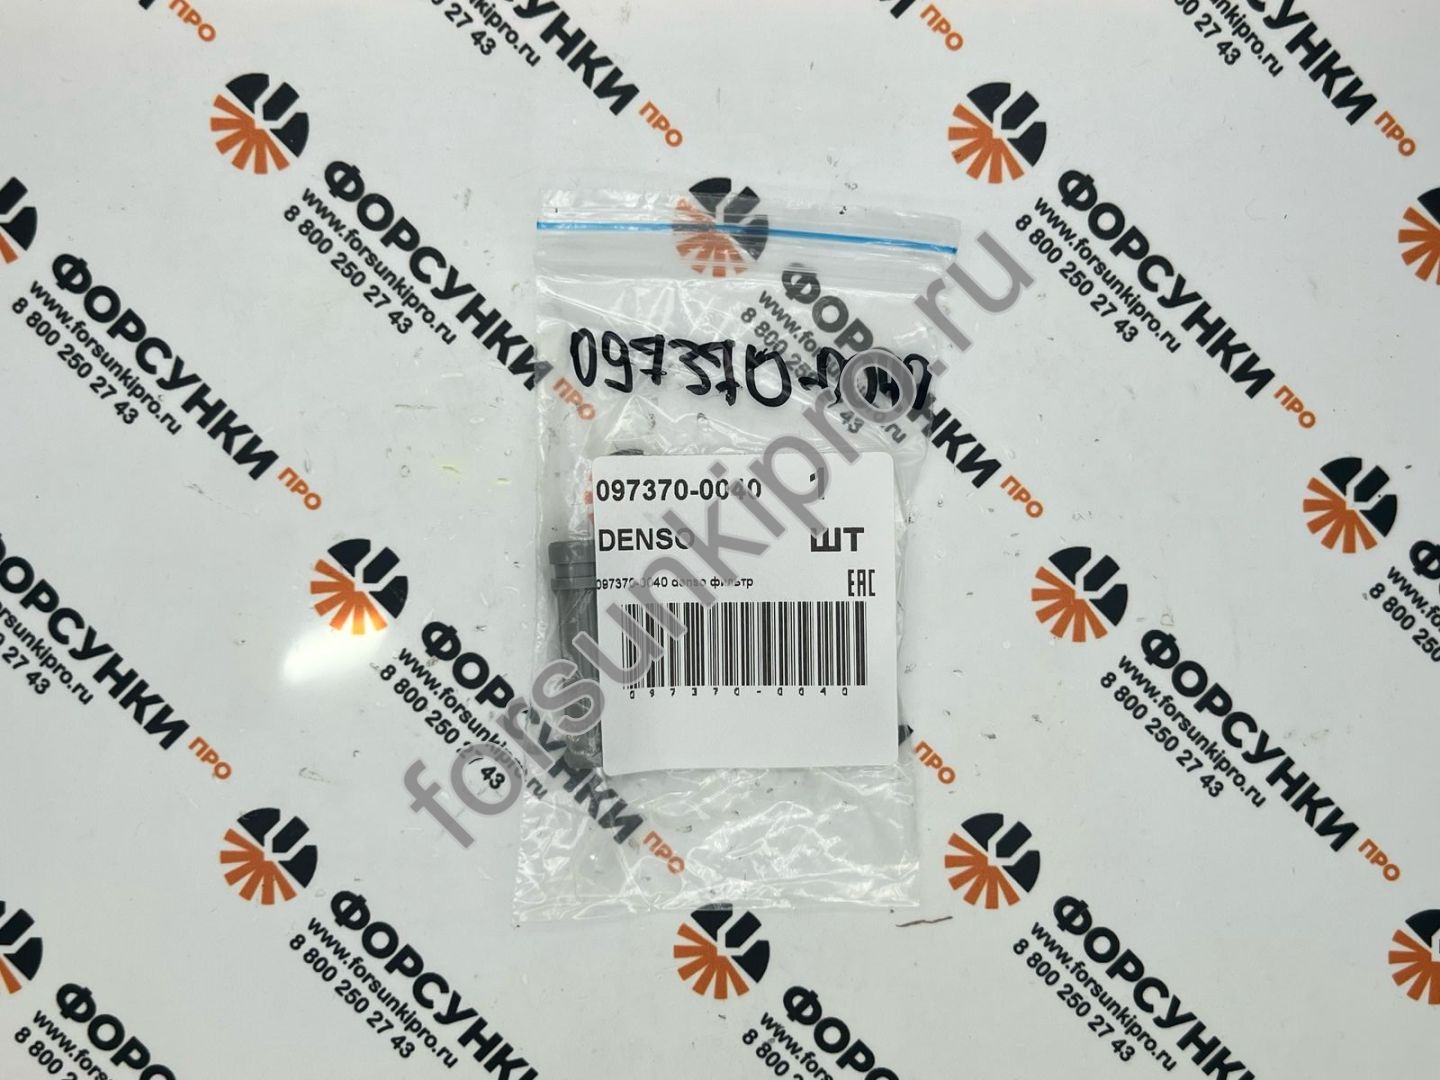 097370-0040
097370-0040 1
DENSO шт
097370-0040 denso фильтр
EAC
097370-0040
forsunkipro.ru
ФОРСУНКИ ПРО
www.forsunkipro.ru
8 800 250 27 43